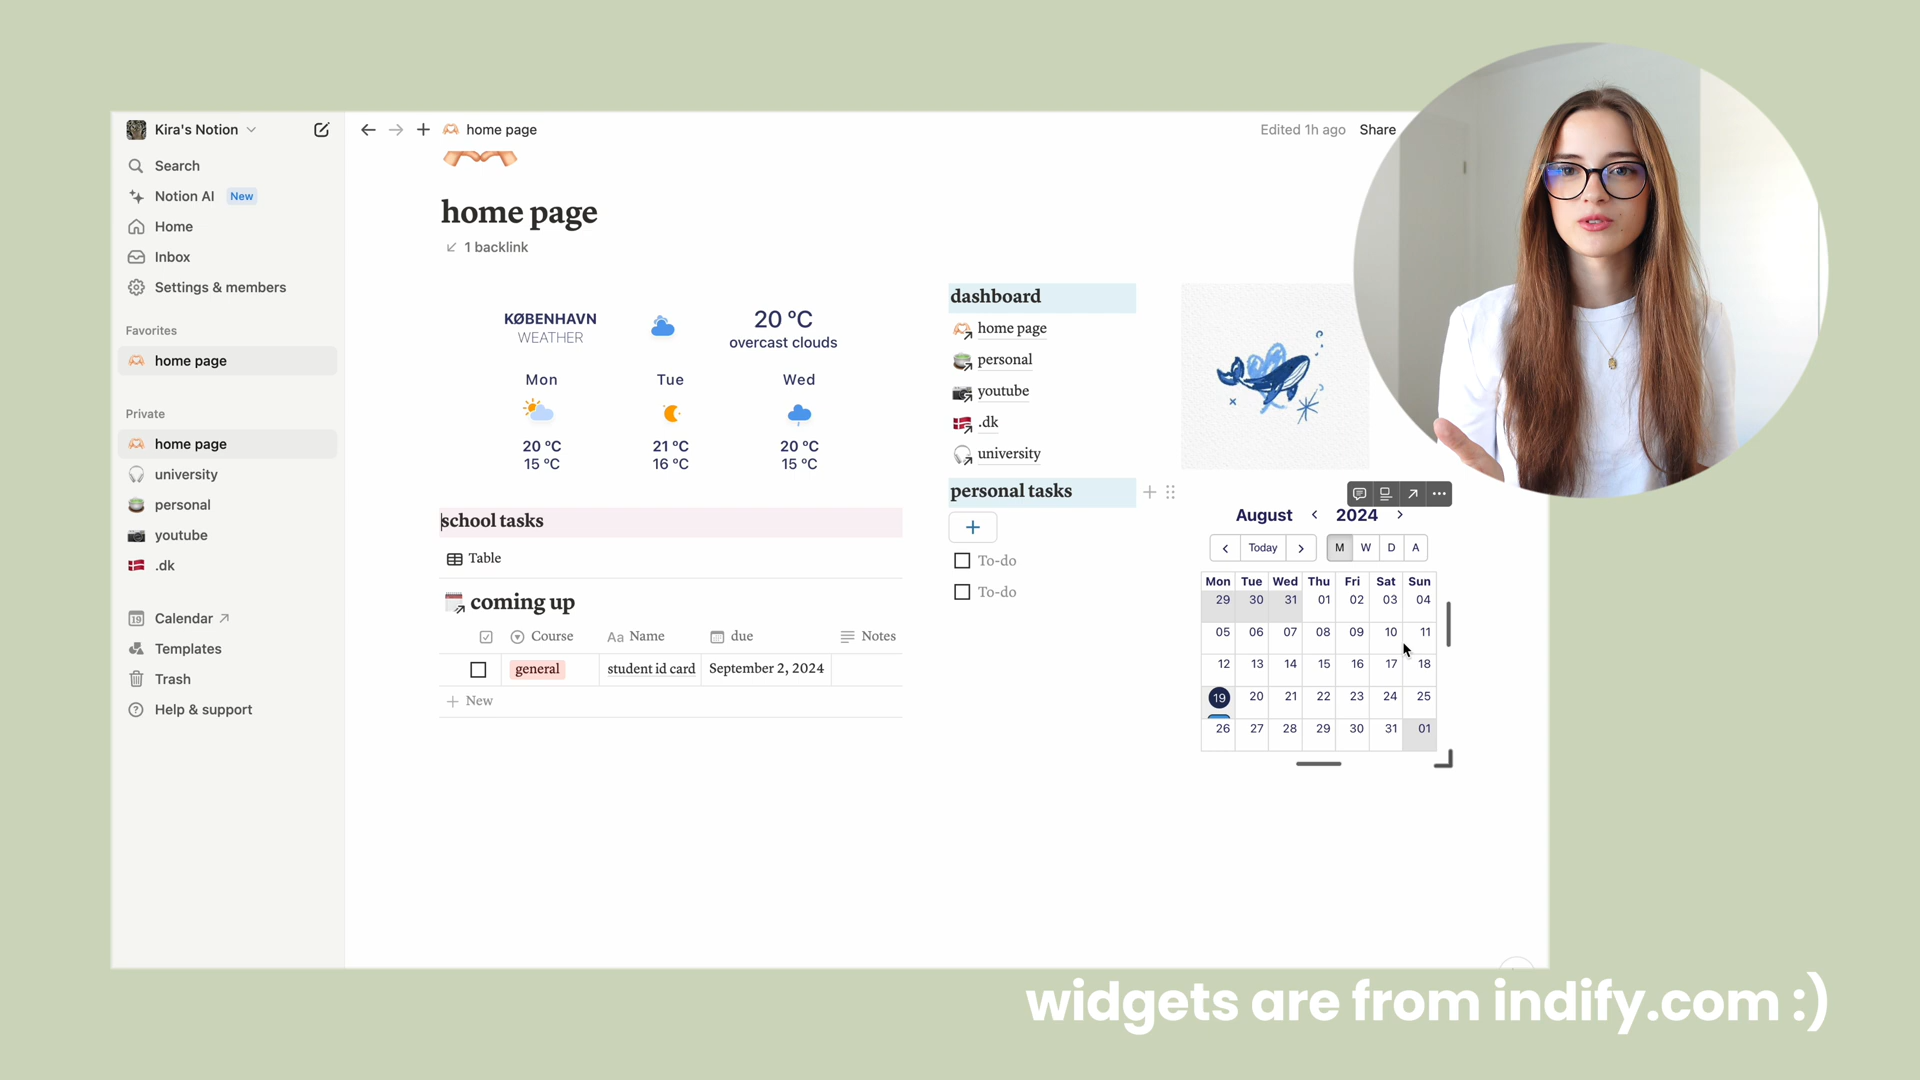 Kira's Notion
Search
Notion AI New
Home
Inbox
Settings & members
Favorites
home page
Private
home page
university
personal
youtube
.dk
19 Calendar
Templates
Trash
Help & support
home page
Edited 1h ago Share
home page
1 backlink
KØBENHAVN
WEATHER
20 °C
overcast clouds
Mon Tue Wed
20 °C 21 °C 20 °C
15 °C 16 °C 15 °C
school tasks
Table
coming up
Course Aa Name due Notes
general student id card September 2, 2024
+ New
dashboard
home page
personal
youtube
.dk
university
personal tasks
+
To-do
To-do
August < 2024 >
< Today > M W D A
Mon Tue Wed Thu Fri Sat Sun
29 30 31 01 02 03 04
05 06 07 08 09 10 11
12 13 14 15 16 17 18
19 20 21 22 23 24 25
26 27 28 29 30 31 01
widgets are from indify.com :)